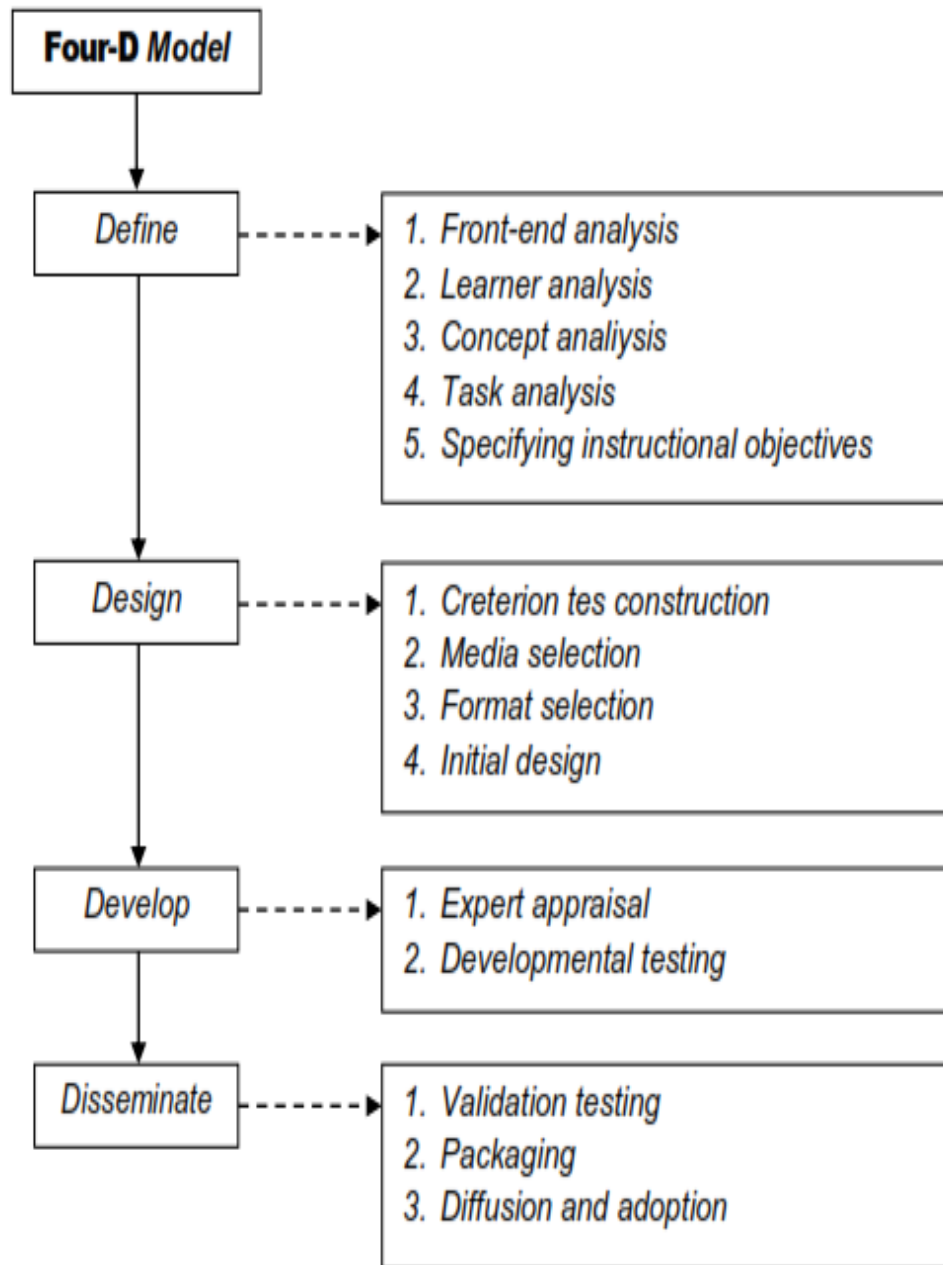 Four-D Model
Define
1. Front-end analysis
2. Learner analysis
3. Concept analiysis
4. Task analysis
5. Specifying instructional objectives
Design
1. Creterion tes construction
2. Media selection
3. Format selection
4. Initial design
Develop
1. Expert appraisal
2. Developmental testing
Disseminate
1. Validation testing
2. Packaging
3. Diffusion and adoption